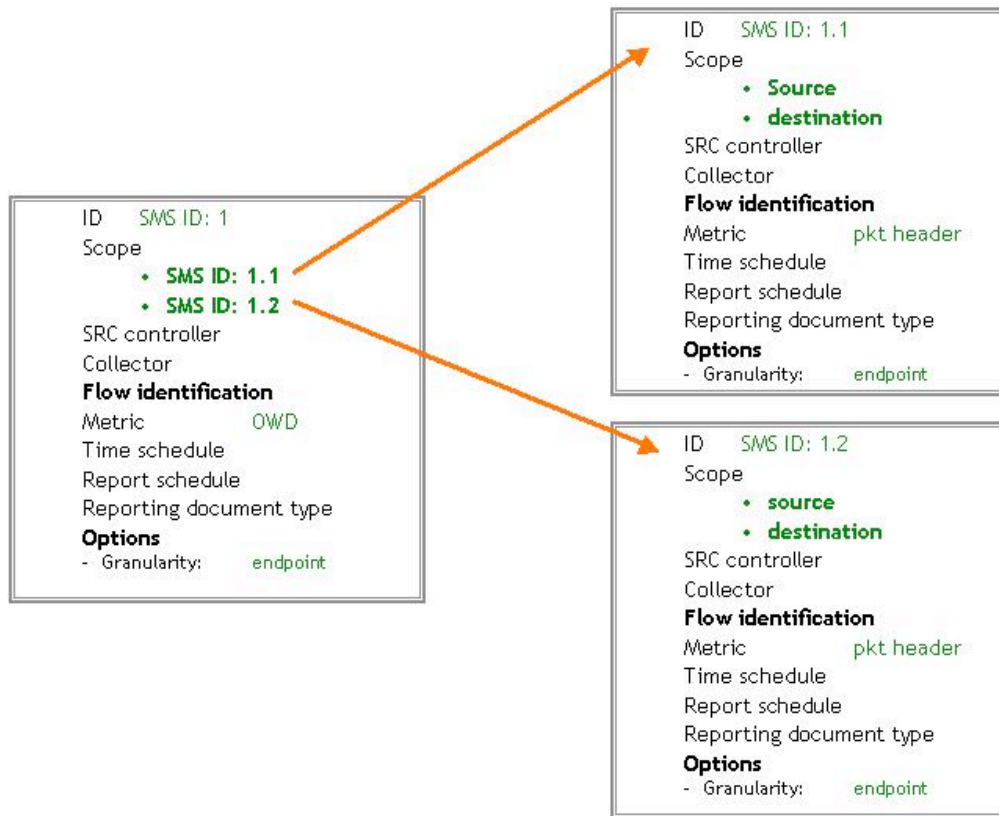 ID SMS ID: 1
Scope
• SMS ID: 1.1
• SMS ID: 1.2
SRC controller
Collector
Flow identification
Metric OWD
Time schedule
Report schedule
Reporting document type
Options
- Granularity: endpoint
ID SMS ID: 1.1
Scope
• Source
• destination
SRC controller
Collector
Flow identification
Metric pkt header
Time schedule
Report schedule
Reporting document type
Options
- Granularity: endpoint
ID SMS ID: 1.2
Scope
• source
• destination
SRC controller
Collector
Flow identification
Metric pkt header
Time schedule
Report schedule
Reporting document type
Options
- Granularity: endpoint